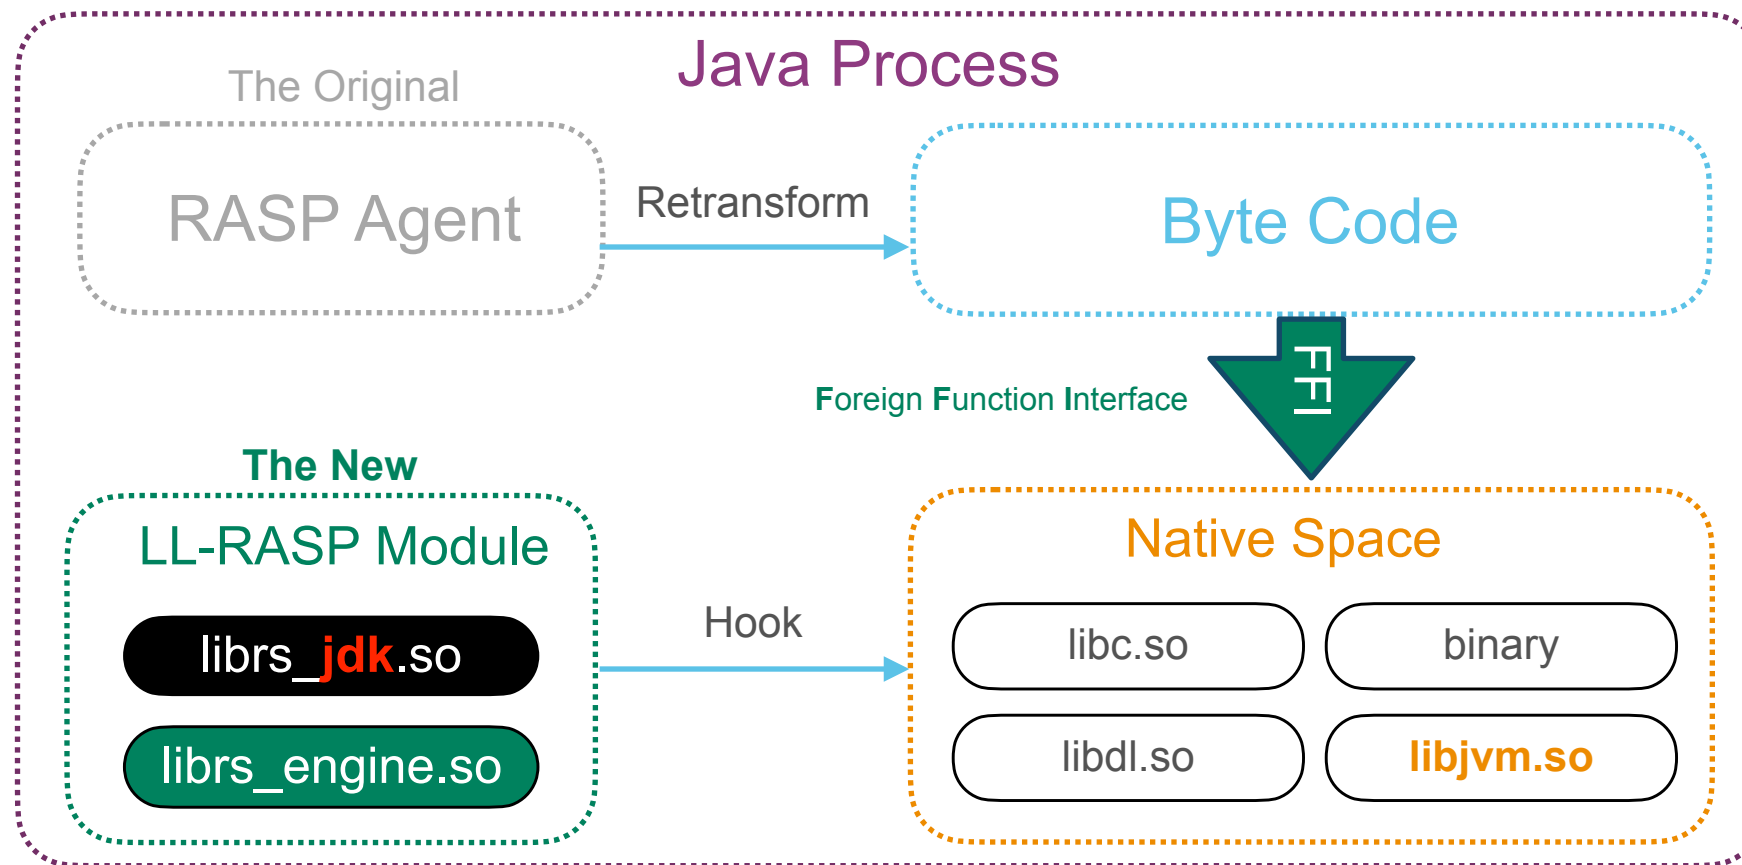 Java Process
The Original
RASP Agent
Retransform
Byte Code
FFI
Foreign Function Interface
The New
LL-RASP Module
librs_jdk.so
librs_engine.so
Hook
Native Space
libc.so
binary
libdl.so
libjvm.so